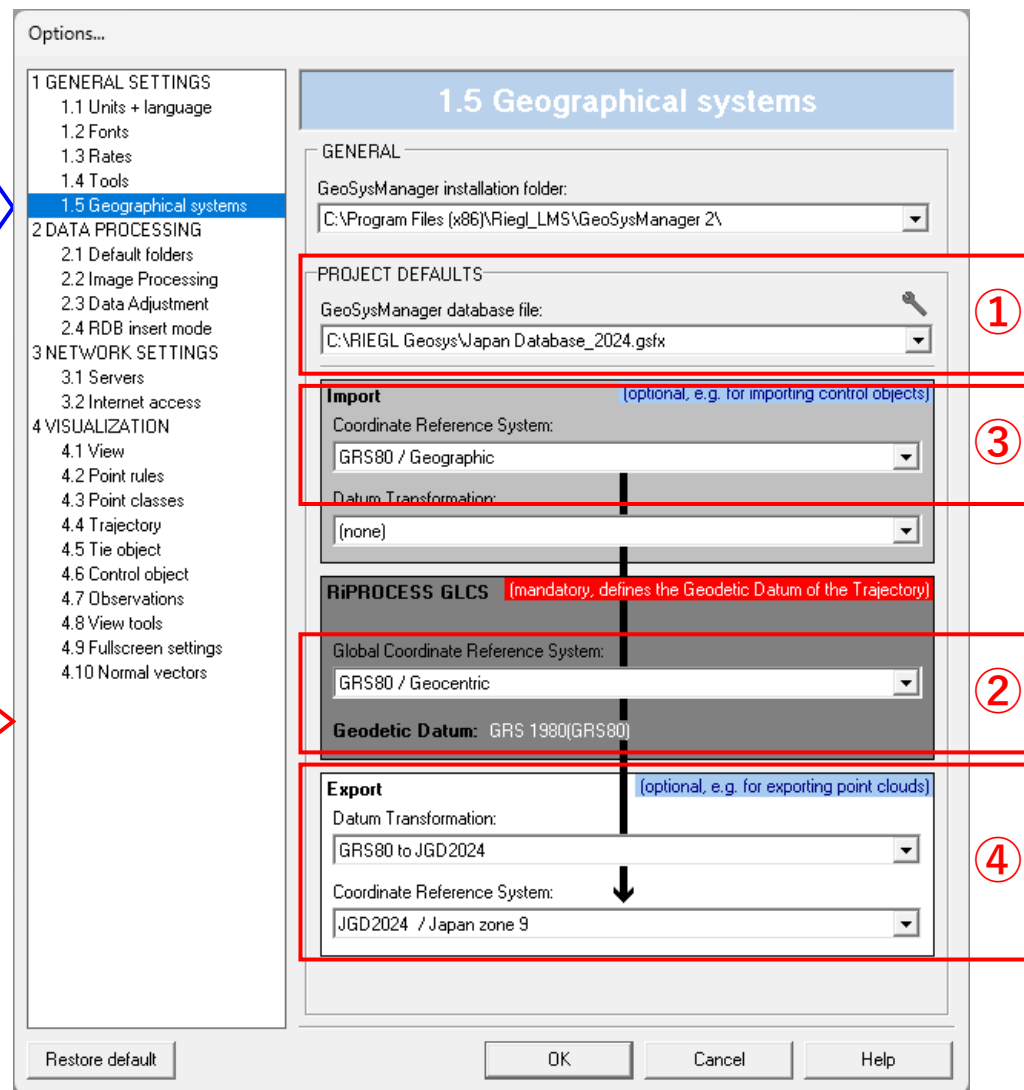 Options...
1 GENERAL SETTINGS
1.1 Units + language
1.2 Fonts
1.3 Rates
1.4 Tools
1.5 Geographical systems
2 DATA PROCESSING
2.1 Default folders
2.2 Image Processing
2.3 Data Adjustment
2.4 RDB insert mode
3 NETWORK SETTINGS
3.1 Servers
3.2 Internet access
4 VISUALIZATION
4.1 View
4.2 Point rules
4.3 Point classes
4.4 Trajectory
4.5 Tie object
4.6 Control object
4.7 Observations
4.8 View tools
4.9 Fullscreen settings
4.10 Normal vectors
1.5 Geographical systems
GENERAL
GeoSysManager installation folder:
C:\Program Files (x86)\Riegl_LMS\GeoSysManager 2\
PROJECT DEFAULTS
①
GeoSysManager database file:
C:\RIEGL Geosys\Japan Database_2024.gsfx
Import (optional, e.g. for importing control objects)
③
Coordinate Reference System:
GRS80 / Geographic
Datum Transformation:
(none)
RiPROCESS GLCS (mandatory, defines the Geodetic Datum of the Trajectory)
②
Global Coordinate Reference System:
GRS80 / Geocentric
Geodetic Datum: GRS 1980(GRS80)
Export (optional, e.g. for exporting point clouds)
④
Datum Transformation:
GRS80 to JGD2024
Coordinate Reference System:
JGD2024 / Japan zone 9
Restore default OK Cancel Help